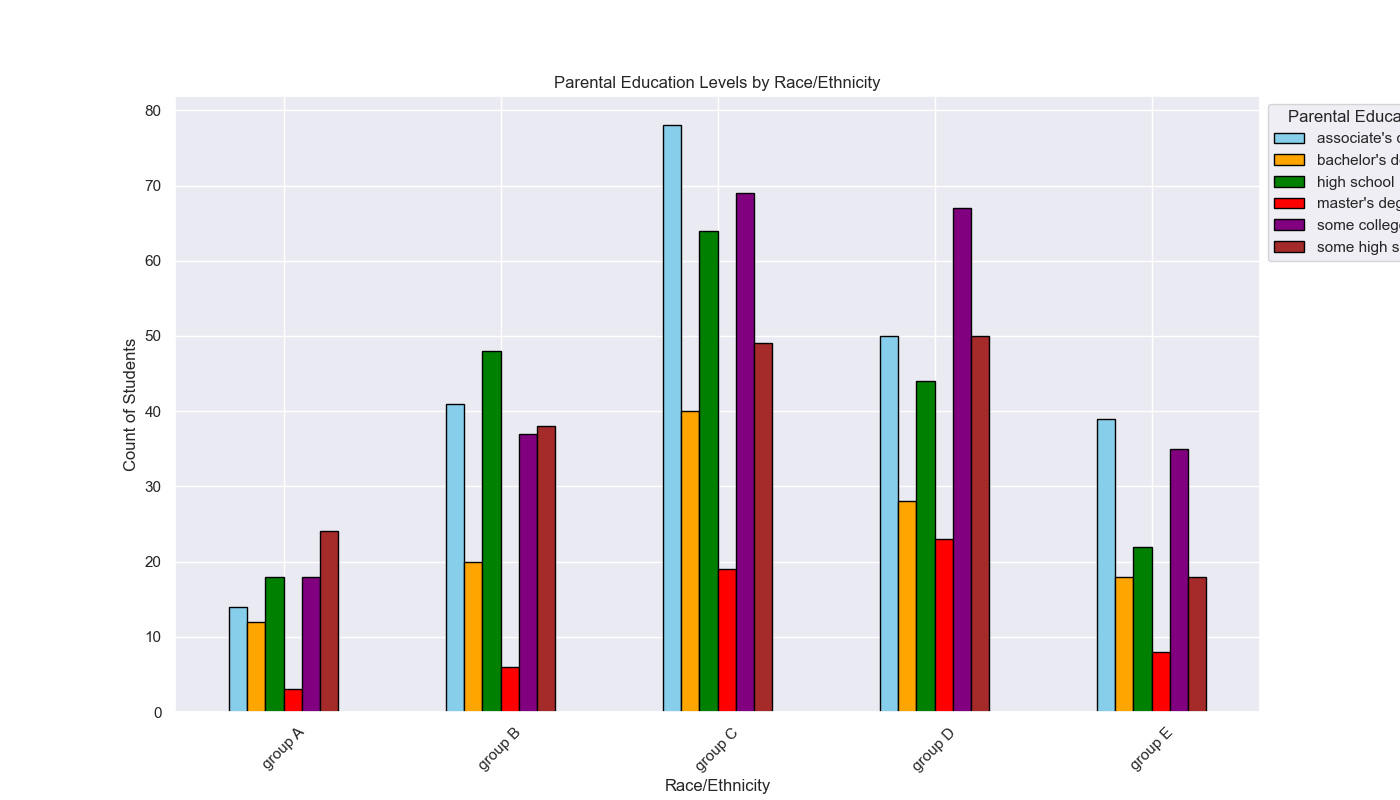 Parental Education Levels by Race/Ethnicity
80
70
60
50
40
30
20
10
0
Count of Students
group A
group B
group C
group D
group E
Race/Ethnicity
Parental Educa
associate's
bachelor's d
high school
master's deg
some college
some high s